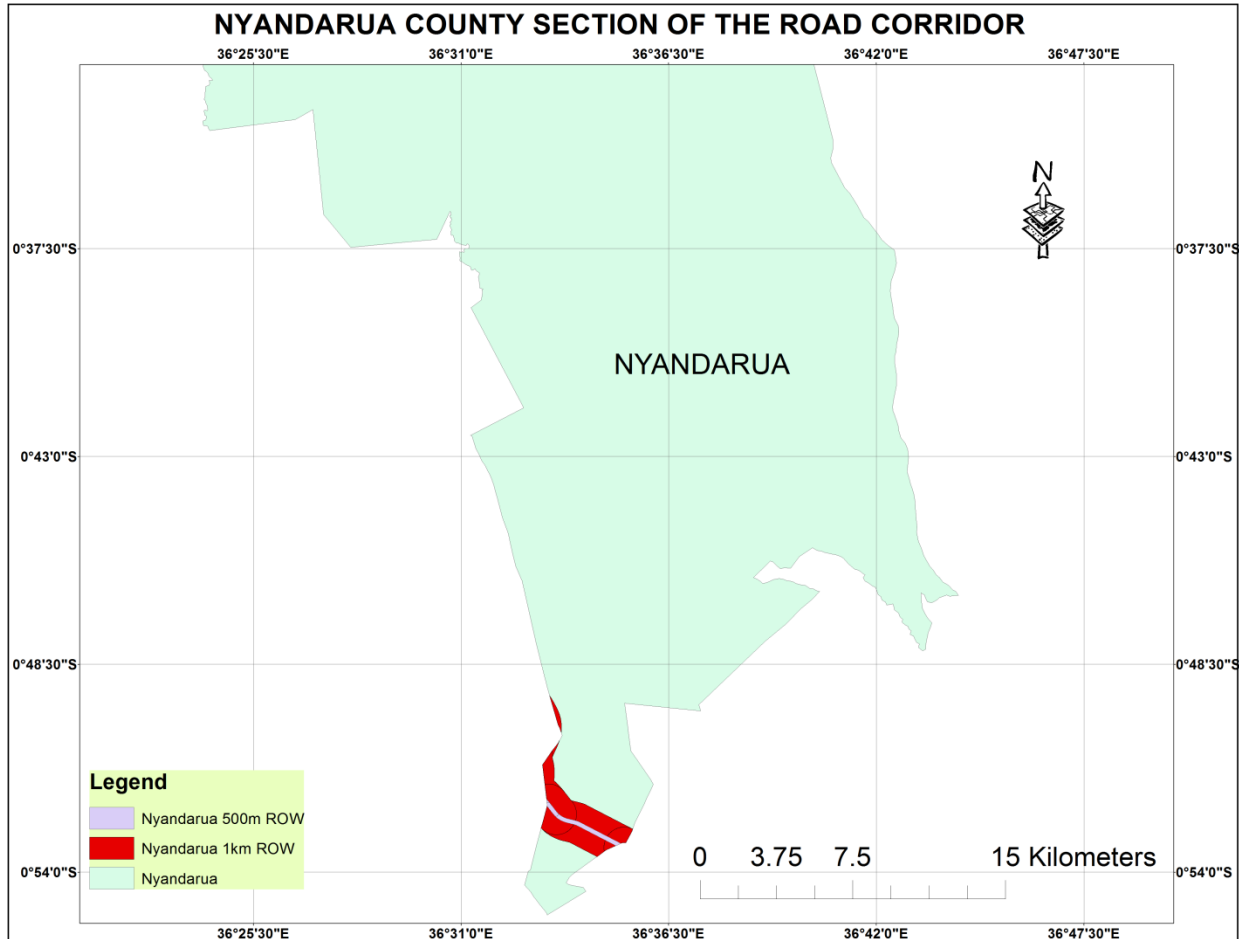 NYANDARUA COUNTY SECTION OF THE ROAD CORRIDOR
36°25'30"E 36°31'0"E 36°36'30"E 36°42'0"E 36°47'30"E
N
0°37'30"S 0°37'30"S
NYANDARUA
0°43'0"S 0°43'0"S
0°48'30"S 0°48'30"S
Legend
Nyandarua 500m ROW
Nyandarua 1km ROW
Nyandarua
0 3.75 7.5 15 Kilometers
0°54'0"S 0°54'0"S
36°25'30"E 36°31'0"E 36°36'30"E 36°42'0"E 36°47'30"E